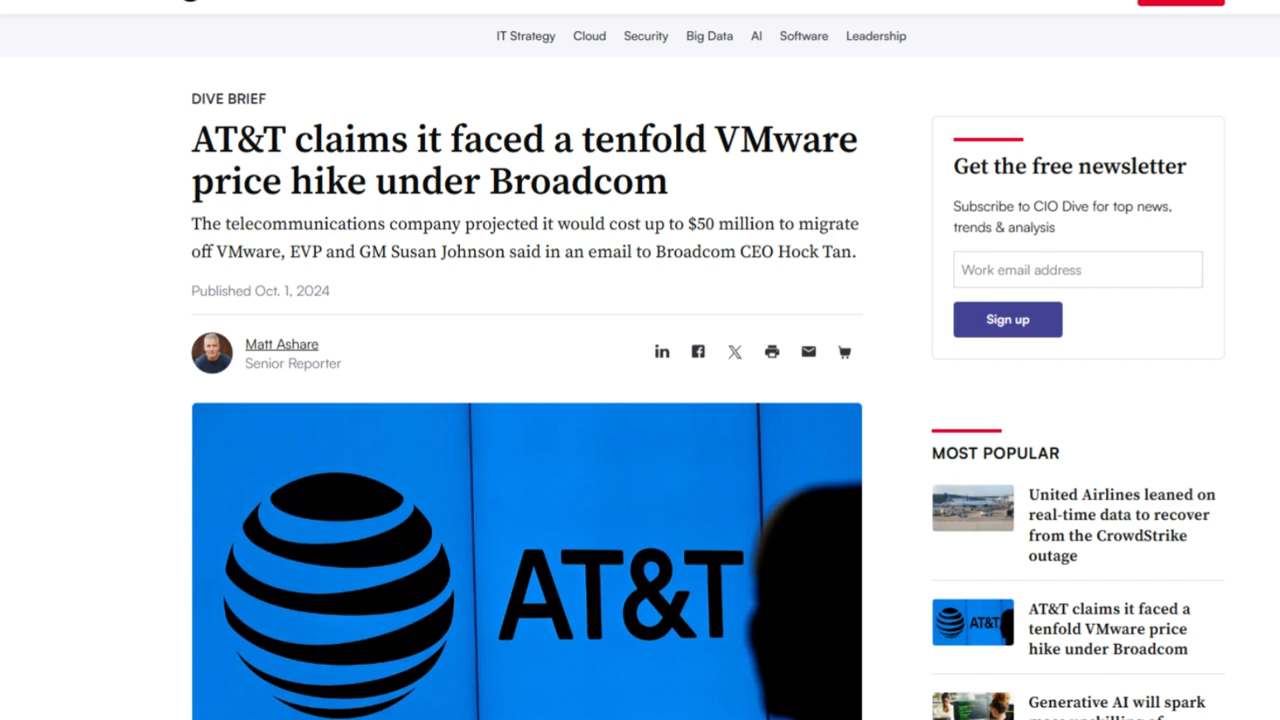 IT Strategy Cloud Security Big Data AI Software Leadership
DIVE BRIEF
AT&T claims it faced a tenfold VMware
price hike under Broadcom
The telecommunications company projected it would cost up to $50 million to migrate
off VMware, EVP and GM Susan Johnson said in an email to Broadcom CEO Hock Tan.
Published Oct. 1, 2024
Matt Ashare
Senior Reporter
AT&T
Get the free newsletter
Subscribe to CIO Dive for top news,
trends & analysis
Work email address
Sign up
MOST POPULAR
United Airlines leaned on
real-time data to recover
from the CrowdStrike
outage
AT&T
AT&T claims it faced a
tenfold VMware price
hike under Broadcom
Generative AI will spark